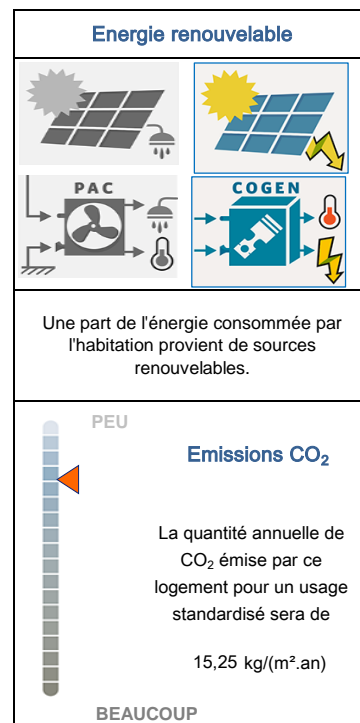 Energie renouvelable
PAC
COGEN
Une part de l'énergie consommée par
l'habitation provient de sources
renouvelables.
PEU
Emissions CO₂
La quantité annuelle de
CO₂ émise par ce
logement pour un usage
standardisé sera de
15,25 kg/(m².an)
BEAUCOUP